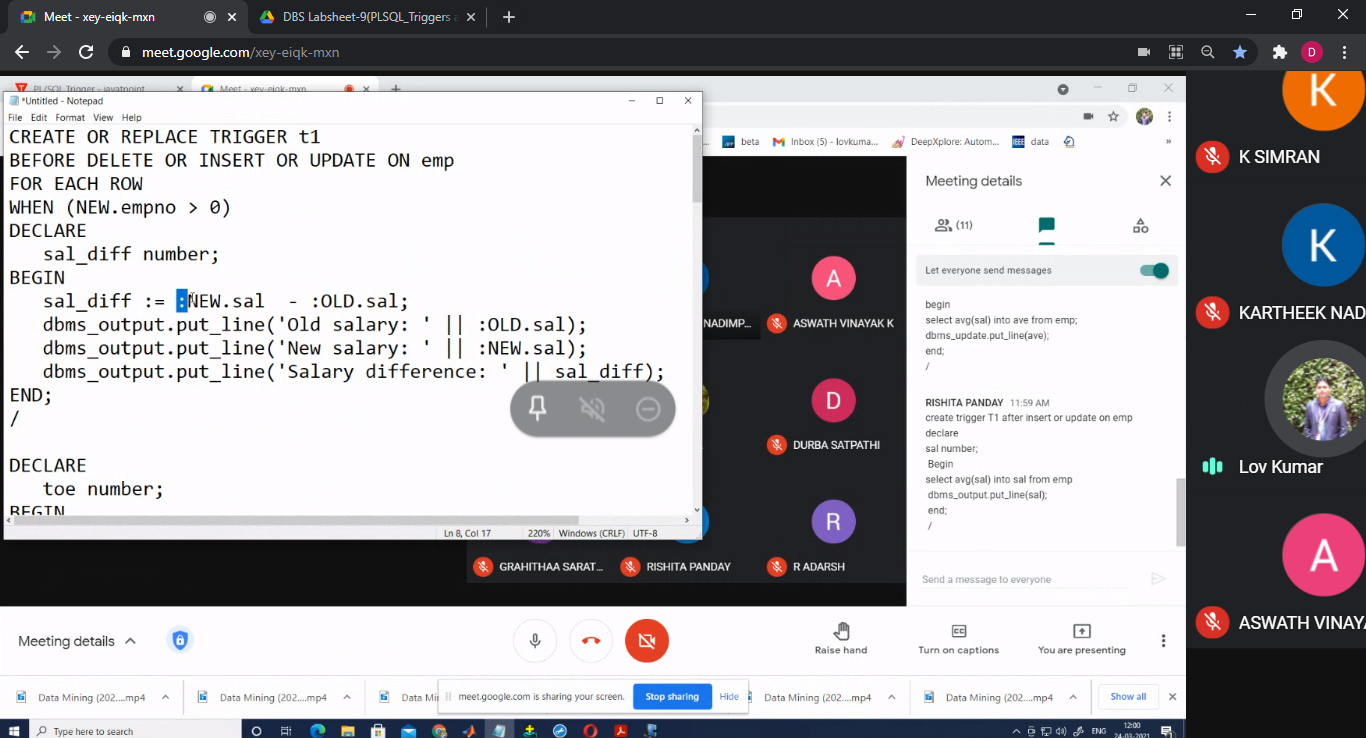 Meet - xey-eiqk-mxn
DBS Labsheet-9(PLSQL_Triggers a
meet.google.com/xey-eiqk-mxn
D
PL/SQL Trigger - javatpoint
Meet - xey-eiqk-mxn
*Untitled - Notepad
File Edit Format View Help
CREATE OR REPLACE TRIGGER t1
BEFORE DELETE OR INSERT OR UPDATE ON emp
FOR EACH ROW
WHEN (NEW.empno > 0)
DECLARE
sal_diff number;
BEGIN
sal_diff := :NEW.sal - :OLD.sal;
dbms_output.put_line('Old salary: ' || :OLD.sal);
dbms_output.put_line('New salary: ' || :NEW.sal);
dbms_output.put_line('Salary difference: ' || sal_diff);
END;
/
DECLARE
toe number;
BEGIN
Ln 8, Col 17
220%
Windows (CRLF)
UTF-8
beta
Inbox (5) - lovkuma...
DeepXplore: Autom...
IEEE
data
»
NADIMP...
A
ASWATH VINAYAK K
D
DURBA SATPATHI
R
R ADARSH
GRAHITHAA SARAT...
RISHITA PANDAY
Meeting details
(11)
Let everyone send messages
begin
select avg(sal) into ave from emp;
dbms_update.put_line(ave);
end;
/
RISHITA PANDAY 11:59 AM
create trigger T1 after insert or update on emp
declare
sal number;
Begin
select avg(sal) into sal from emp
dbms_output.put_line(sal);
end;
/
Send a message to everyone
K
K SIMRAN
K
KARTHEEK NAD
Lov Kumar
A
ASWATH VINAY
Meeting details
Raise hand
Turn on captions
You are presenting
Data Mining (202....mp4
Data Mining (202....mp4
Data Mi
meet.google.com is sharing your screen.
Stop sharing
Hide
Data Mining (202....mp4
Data Mining (202....mp4
Show all
Type here to search
ENG
12:00
24-03-2021